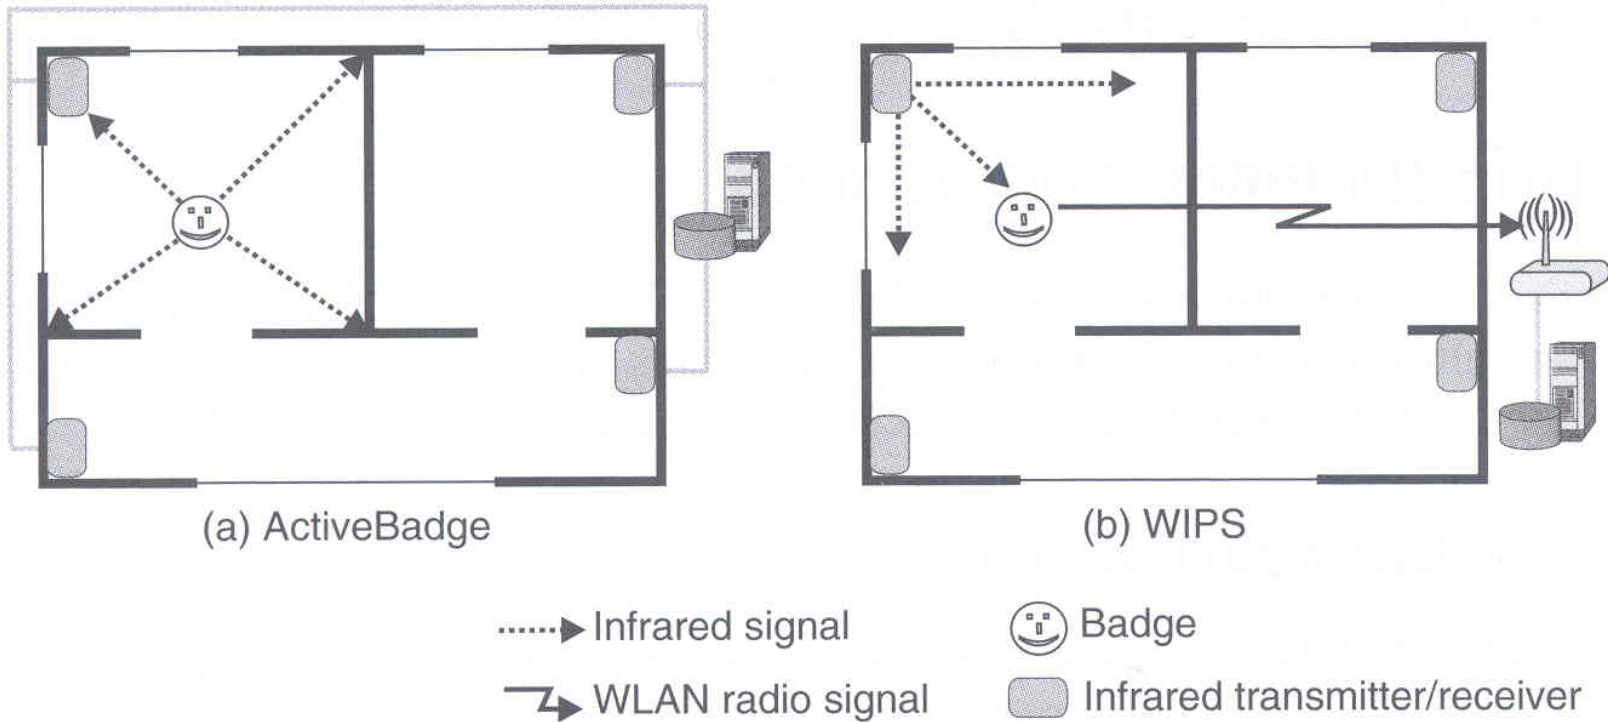 (a) ActiveBadge
(b) WIPS
Infrared signal
Badge
WLAN radio signal
Infrared transmitter/receiver